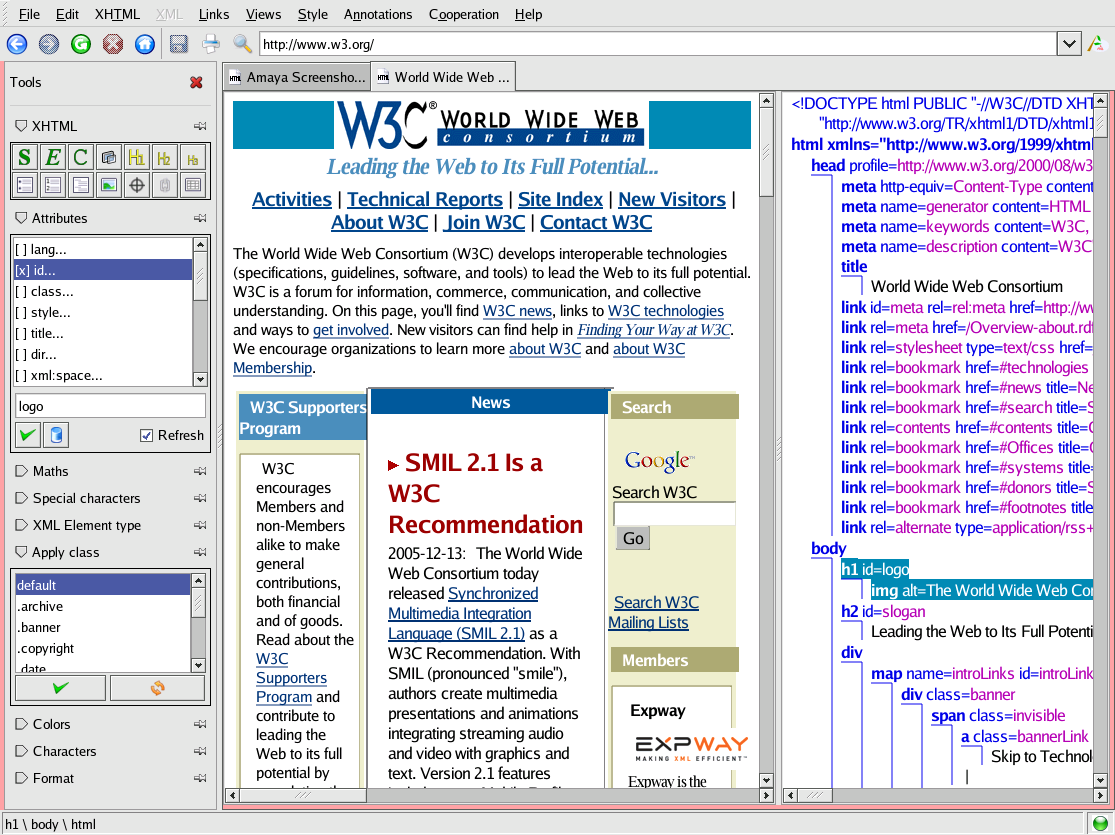 File Edit XHTML XML Links Views Style Annotations Cooperation Help
http://www.w3.org/
Tools
XHTML
S E C H1 H2 H3
Attributes
[ ] lang...
[x] id...
[ ] class...
[ ] style...
[ ] title...
[ ] dir...
[ ] xml:space...
logo
Refresh
Maths
Special characters
XML Element type
Apply class
default
.archive
.banner
.copyright
.date
Colors
Characters
Format
Amaya Screensho...
World Wide Web ...
W3C® WORLD WIDE WEB
consortium
Leading the Web to Its Full Potential...
Activities | Technical Reports | Site Index | New Visitors |
About W3C | Join W3C | Contact W3C
The World Wide Web Consortium (W3C) develops interoperable technologies
(specifications, guidelines, software, and tools) to lead the Web to its full potential.
W3C is a forum for information, commerce, communication, and collective
understanding. On this page, you'll find W3C news, links to W3C technologies
and ways to get involved. New visitors can find help in Finding Your Way at W3C.
We encourage organizations to learn more about W3C and about W3C
Membership.
W3C Supporters
Program
W3C
encourages
Members and
non-Members
alike to make
general
contributions,
both financial
and of goods.
Read about the
W3C
Supporters
Program and
contribute to
leading the
Web to its full
potential by
News
SMIL 2.1 Is a
W3C
Recommendation
2005-12-13: The World Wide
Web Consortium today
released Synchronized
Multimedia Integration
Language (SMIL 2.1) as a
W3C Recommendation. With
SMIL (pronounced "smile"),
authors create multimedia
presentations and animations
integrating streaming audio
and video with graphics and
text. Version 2.1 features
Search
Google™
Search W3C
Go
Search W3C
Mailing Lists
Members
Expway
EXPWAY
MAKING XML EFFICIENT™
Expway is the
<!DOCTYPE html PUBLIC "-//W3C//DTD XHT
"http://www.w3.org/TR/xhtml1/DTD/xhtml1
html xmlns="http://www.w3.org/1999/xhtml
head profile=http://www.w3.org/2000/08/w3
meta http-equiv=Content-Type content
meta name=generator content=HTML
meta name=keywords content=W3C,
meta name=description content=W3C
title
World Wide Web Consortium
link id=meta rel=rel:meta href=http://w
link rel=meta href=/Overview-about.rdf
link rel=stylesheet type=text/css href=
link rel=bookmark href=#technologies
link rel=bookmark href=#news title=Ne
link rel=bookmark href=#search title=S
link rel=contents href=#contents title=C
link rel=bookmark href=#Offices title=O
link rel=bookmark href=#systems title=
link rel=bookmark href=#donors title=S
link rel=bookmark href=#footnotes title
link rel=alternate type=application/rss+
body
h1 id=logo
img alt=The World Wide Web Con
h2 id=slogan
Leading the Web to Its Full Potenti
div
map name=introLinks id=introLink
div class=banner
span class=invisible
a class=bannerLink
Skip to Technol
|
h1 \ body \ html